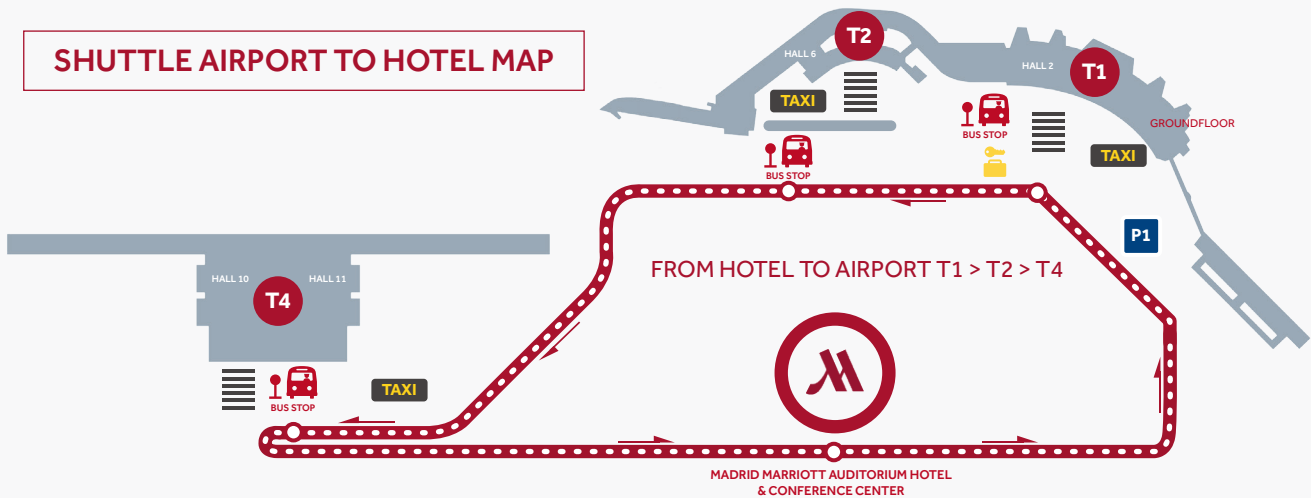 SHUTTLE AIRPORT TO HOTEL MAP
T2
HALL 6
HALL 2
T1
TAXI
BUS STOP
GROUNDFLOOR
TAXI
BUS STOP
P1
HALL 10
HALL 11
T4
FROM HOTEL TO AIRPORT T1 > T2 > T4
TAXI
BUS STOP
MADRID MARRIOTT AUDITORIUM HOTEL
& CONFERENCE CENTER